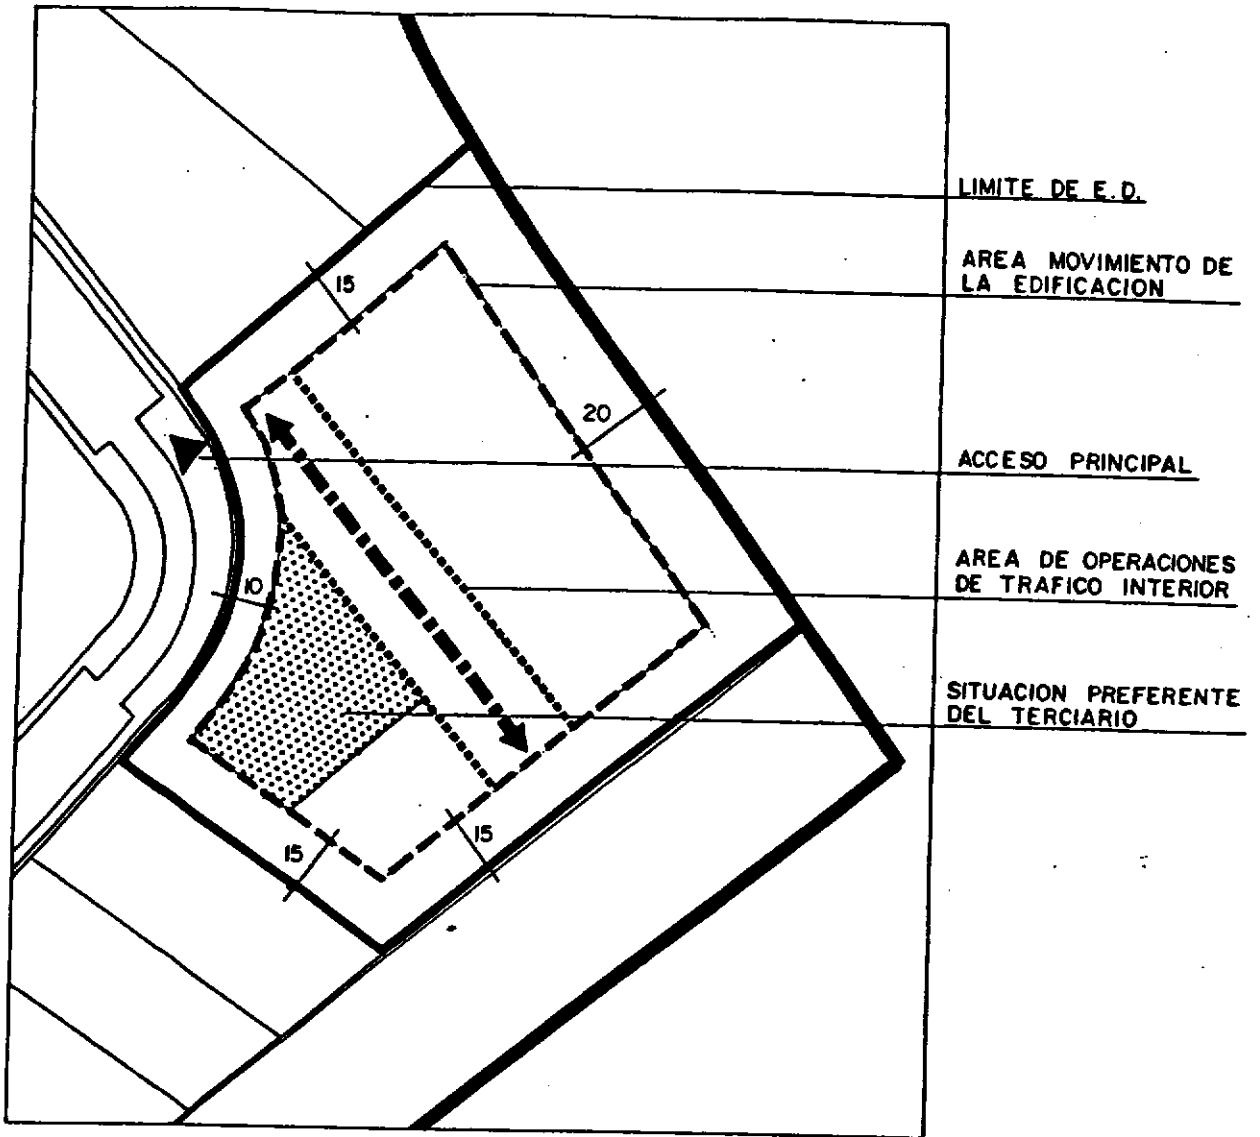 LIMITE DE E.D.
AREA MOVIMIENTO DE
LA EDIFICACION
15
20
ACCESO PRINCIPAL
AREA DE OPERACIONES
DE TRAFICO INTERIOR
10
SITUACION PREFERENTE
DEL TERCIARIO
15
15